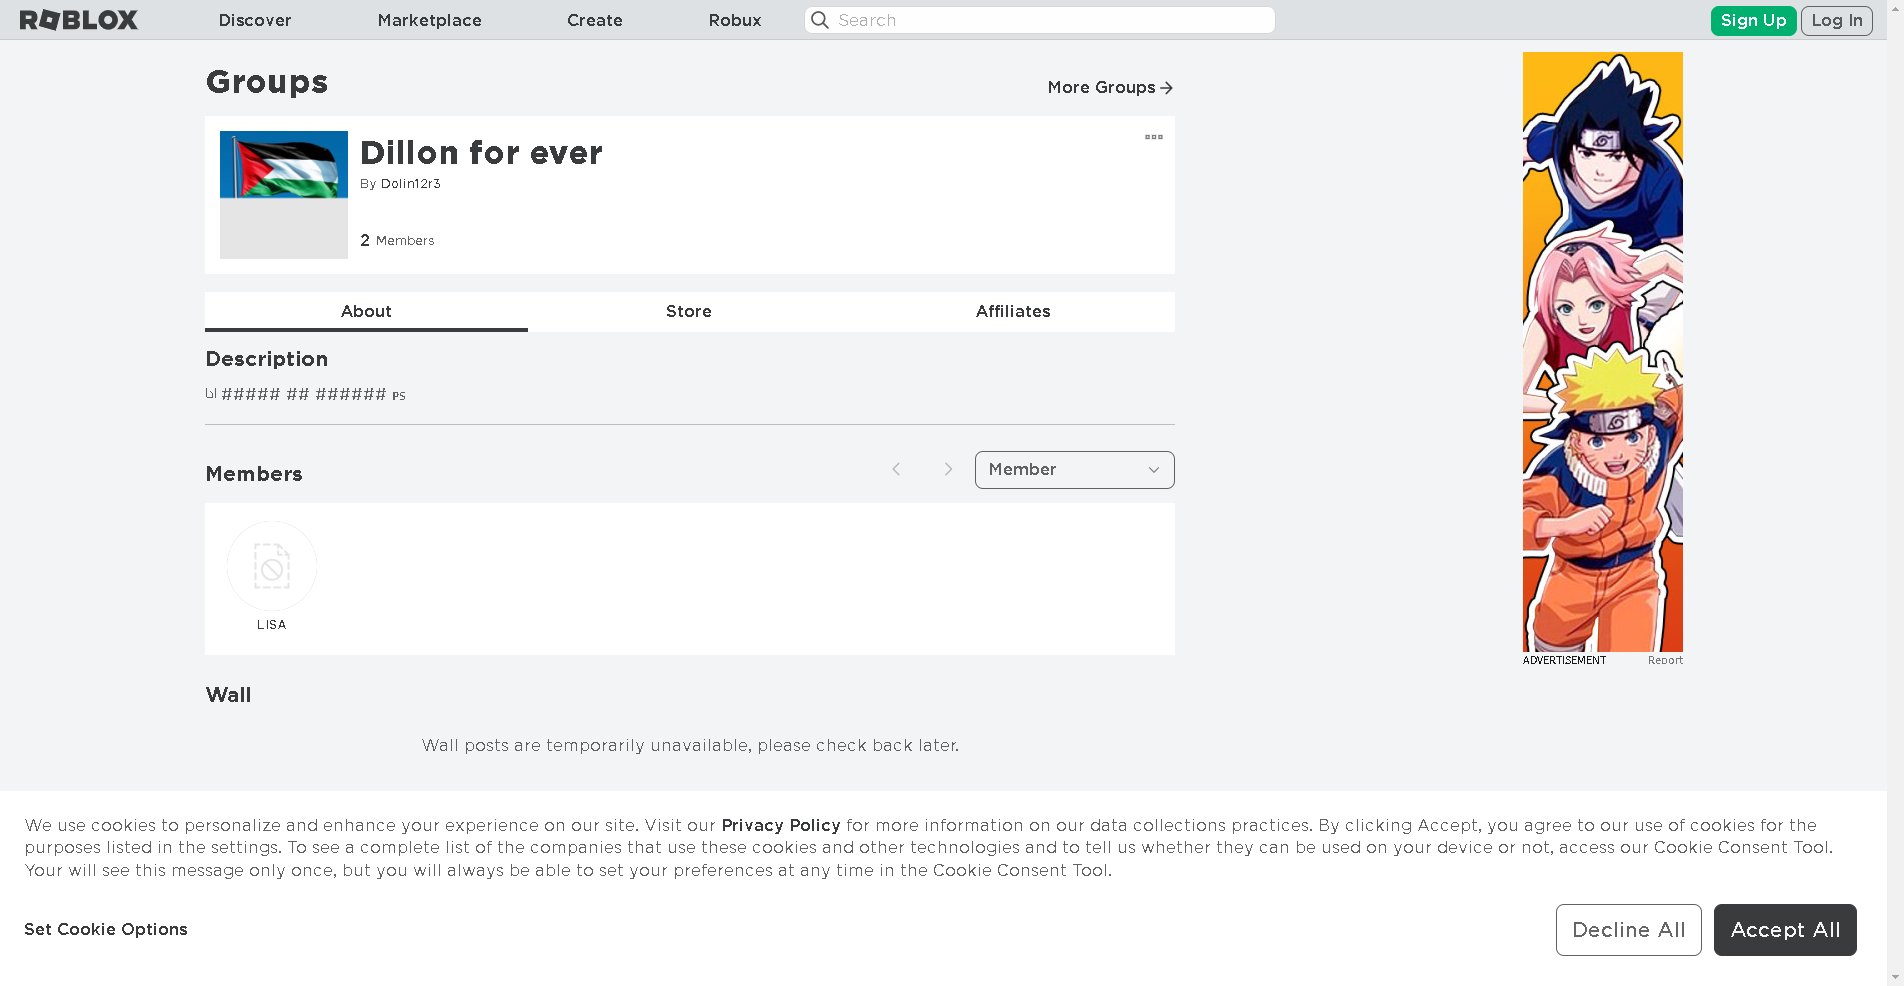 ROBLOX
Discover
Marketplace
Create
Robux
Search
Sign Up
Log In
Groups
More Groups
Dillon for ever
By Dolin12r3
2 Members
About
Store
Affiliates
Description
##### ## ###### PS
Members
Member
LISA
Wall
Wall posts are temporarily unavailable, please check back later.
ADVERTISEMENT
Report
We use cookies to personalize and enhance your experience on our site. Visit our Privacy Policy for more information on our data collections practices. By clicking Accept, you agree to our use of cookies for the
purposes listed in the settings. To see a complete list of the companies that use these cookies and other technologies and to tell us whether they can be used on your device or not, access our Cookie Consent Tool.
Your will see this message only once, but you will always be able to set your preferences at any time in the Cookie Consent Tool.
Set Cookie Options
Decline All
Accept All